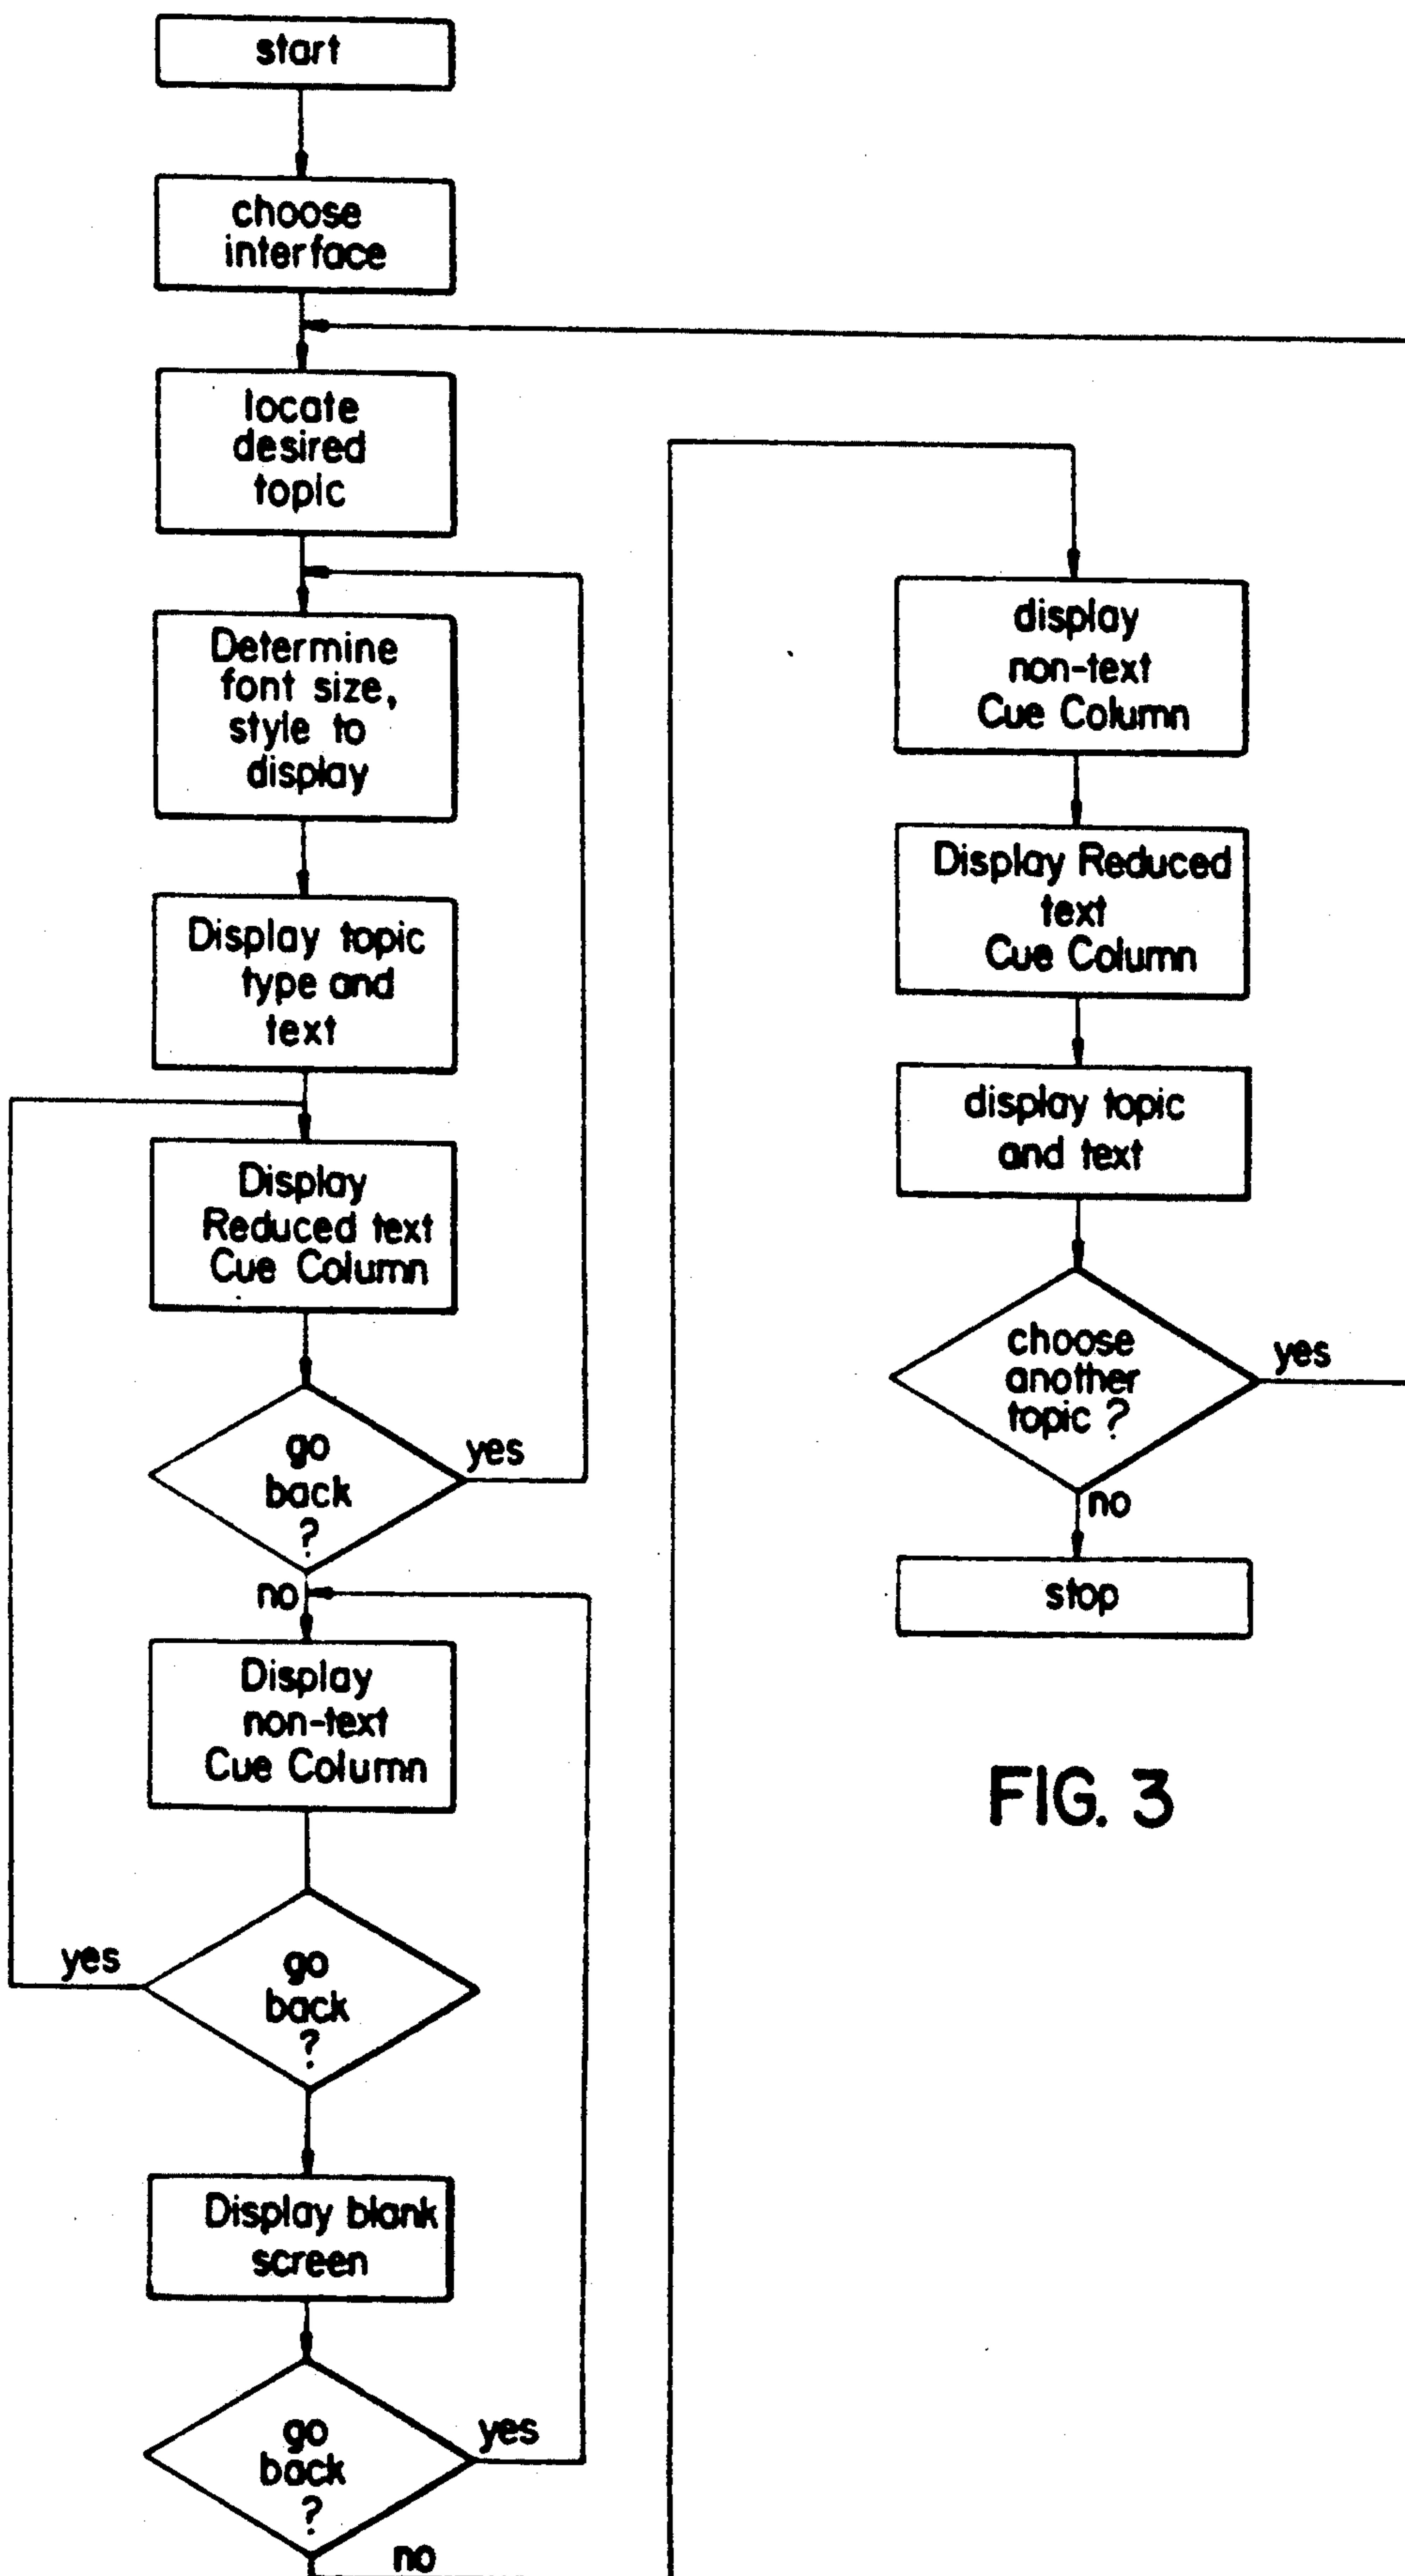 start
choose
interface
locate
desired
topic
Determine
font size,
style to
display
Display topic
type and
text
Display
Reduced text
Cue Column
go
back
?
yes
no
Display
non-text
Cue Column
go
back
?
yes
Display blank
screen
go
back
?
yes
no
display
non-text
Cue Column
Display Reduced
text
Cue Column
display topic
and text
choose
another
topic ?
yes
no
stop
FIG. 3